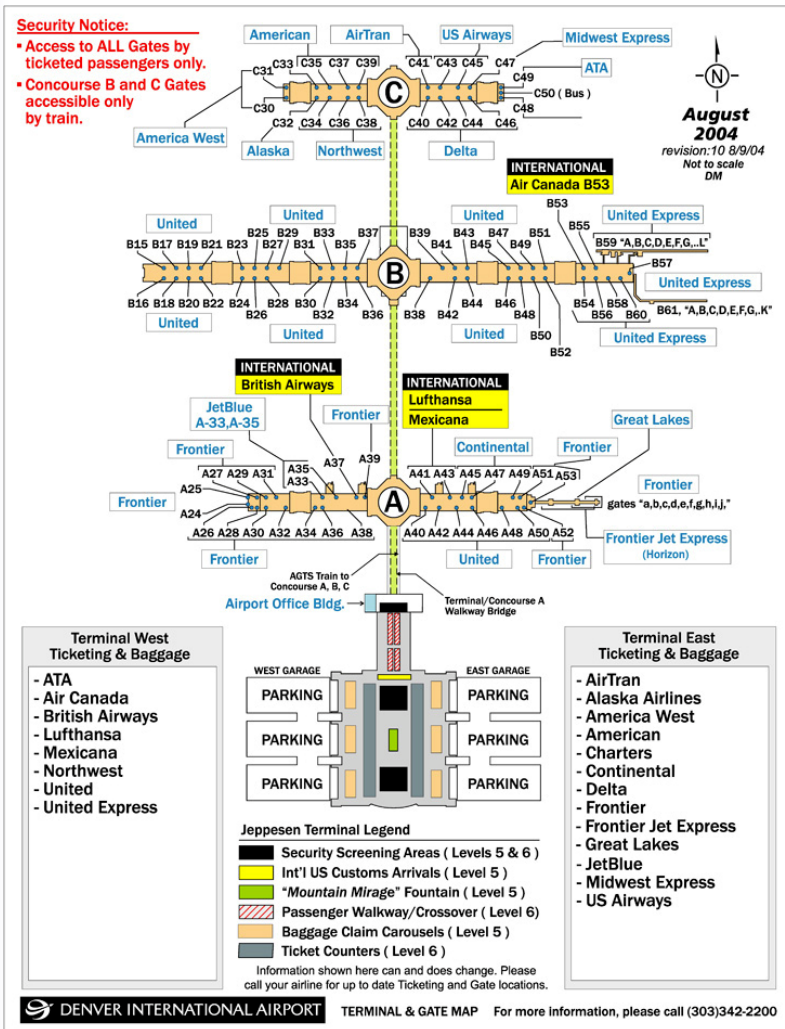 Security Notice:
- Access to ALL Gates by
ticketed passengers only.
- Concourse B and C Gates
accessible only
by train.
American
AirTran
US Airways
Midwest Express
C33
C35
C37
C39
C41
C43
C45
C47
C31
C49
ATA
C
C50 ( Bus )
C30
C48
C32
C34
C36
C38
C40
C42
C44
C46
America West
Alaska
Northwest
Delta
N
August
2004
revision:10 8/9/04
Not to scale
DM
INTERNATIONAL
Air Canada B53
United
United
United
United Express
B15
B17
B19
B21
B23
B25
B27
B29
B31
B33
B35
B37
B39
B41
B43
B45
B47
B49
B51
B53
B55
B59 "A,B,C,D,E,F,G,..L"
B57
B
United Express
B16
B18
B20
B22
B24
B26
B28
B30
B32
B34
B36
B38
B42
B44
B46
B48
B50
B52
B54
B56
B58
B60
B61, "A,B,C,D,E,F,G,.K"
United
United
United
United Express
INTERNATIONAL
British Airways
INTERNATIONAL
Lufthansa
Mexicana
JetBlue
A-33,A-35
Frontier
Great Lakes
Frontier
Continental
Frontier
A25
A27
A29
A31
A33
A35
A37
A39
A41
A43
A45
A47
A49
A51
A53
Frontier
A
Frontier
gates "a,b,c,d,e,f,g,h,i,j,"
A24
A26
A28
A30
A32
A34
A36
A38
A40
A42
A44
A46
A48
A50
A52
Frontier
United
Frontier
Frontier Jet Express
(Horizon)
AGTS Train to
Concourse A, B, C
Terminal/Concourse A
Walkway Bridge
Airport Office Bldg.
Terminal West
Ticketing & Baggage
- ATA
- Air Canada
- British Airways
- Lufthansa
- Mexicana
- Northwest
- United
- United Express
WEST GARAGE
EAST GARAGE
PARKING
PARKING
PARKING
PARKING
PARKING
PARKING
Terminal East
Ticketing & Baggage
- AirTran
- Alaska Airlines
- America West
- American
- Charters
- Continental
- Delta
- Frontier
- Frontier Jet Express
- Great Lakes
- JetBlue
- Midwest Express
- US Airways
Jeppesen Terminal Legend
Security Screening Areas ( Levels 5 & 6 )
Int'l US Customs Arrivals ( Level 5 )
"Mountain Mirage" Fountain ( Level 5 )
Passenger Walkway/Crossover ( Level 6)
Baggage Claim Carousels ( Level 5 )
Ticket Counters ( Level 6 )
Information shown here can and does change. Please
call your airline for up to date Ticketing and Gate locations.
DENVER INTERNATIONAL AIRPORT
TERMINAL & GATE MAP
For more information, please call (303)342-2200